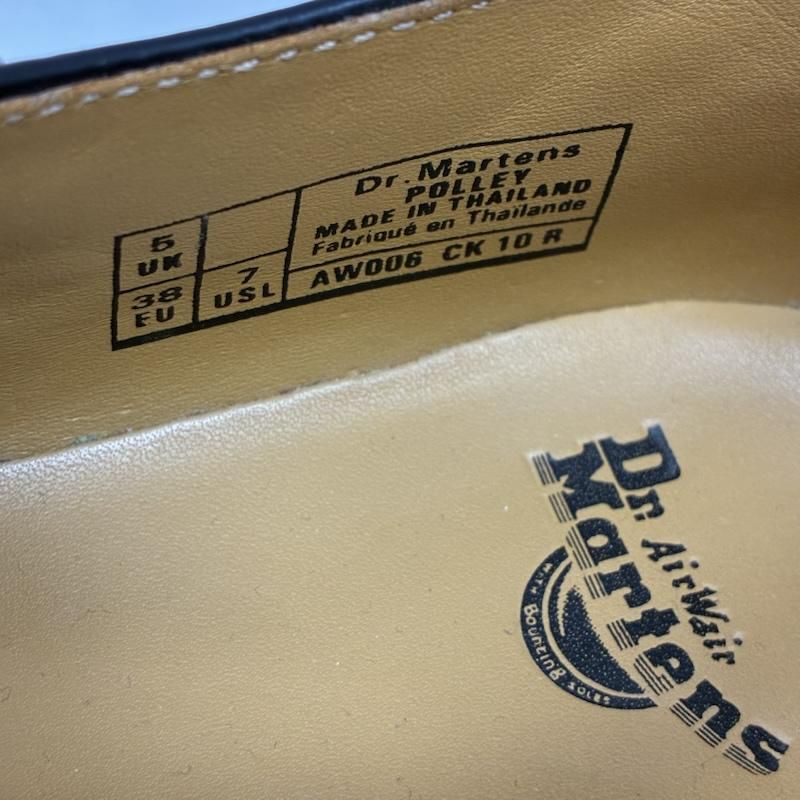 5
UK
38
EU
7
USL
Dr. Martens
POLLEY
MADE IN THAILAND
Fabriqué en Thaïlande
AW006 CK 10 R
Dr.
Martens
AirWair
WITH Bouncing SOLES